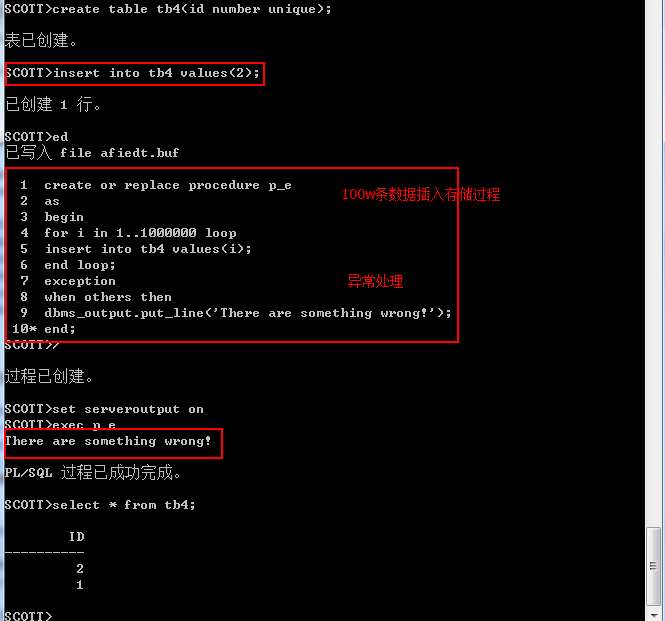 SCOTT>create table tb4(id number unique);
表已创建。
SCOTT>insert into tb4 values(2);
已创建 1 行。
SCOTT>ed
已写入 file afiedt.buf
1 create or replace procedure p_e 100w条数据插入存储过程
2 as
3 begin
4 for i in 1..1000000 loop
5 insert into tb4 values(i);
6 end loop;
7 exception 异常处理
8 when others then
9 dbms_output.put_line('There are something wrong!');
10* end;
SCOTT>/
过程已创建。
SCOTT>set serveroutput on
SCOTT>exec p_e
There are something wrong!
PL/SQL 过程已成功完成。
SCOTT>select * from tb4;
ID
----------
2
1
SCOTT>